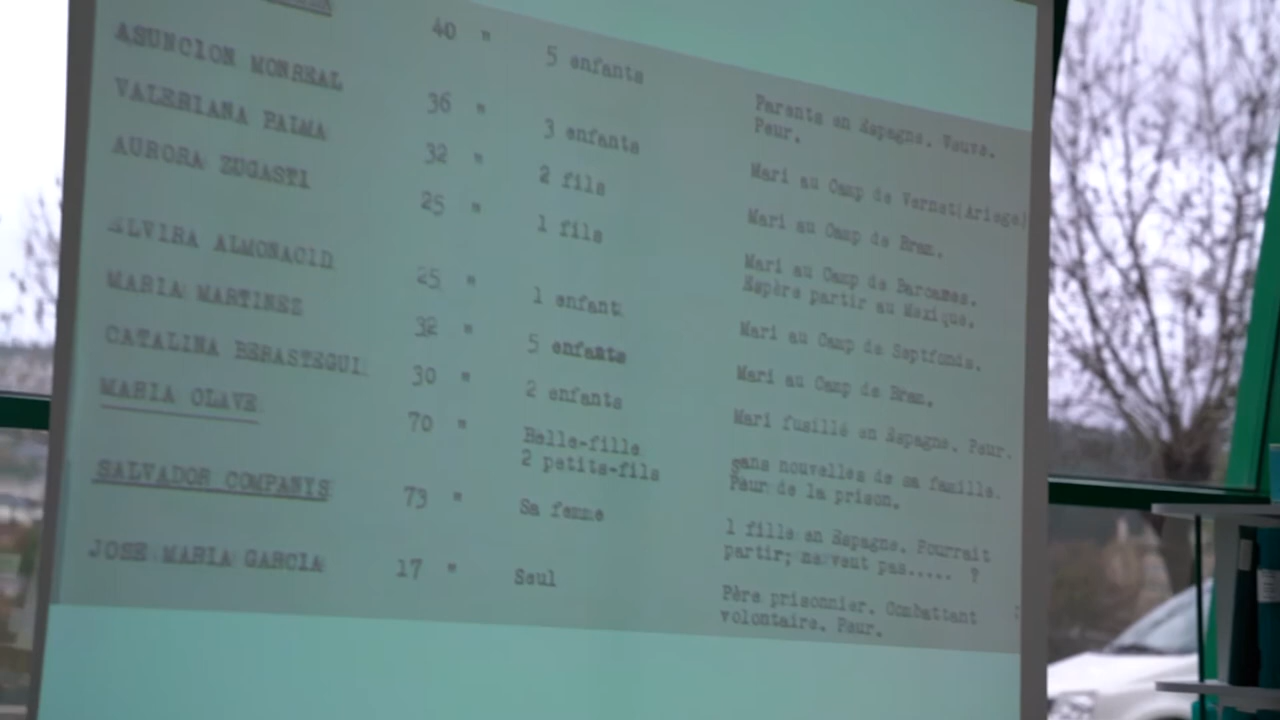 40 " 5 enfants Parents en Espagne. Veuve.
Peur.
ASUNCION MONREAL 36 " 3 enfants Mari au Camp de Vernet(Ariege)
VALERIANA PALMA 32 " 2 fils Mari au Camp de Bram.
AURORA ZUGASTI 25 " 1 fils Mari au Camp de Barcames.
Espère partir au Mexique.
ELVIRA ALMONACID 25 " 1 enfant Mari au Camp de Septfonds.
MARIA MARTINEZ 32 " 5 enfants Mari au Camp de Bram.
CATALINA BERASTEGUI 30 " 2 enfants Mari fusillé en Espagne. Peur.
MARIA OLAVE 70 " Belle-fille sans nouvelles de sa famille.
2 petits-fils Peur de la prison.
SALVADOR COMPANYS 73 " Sa femme 1 fille en Espagne. Pourrait
partir; ne veut pas..... ?
JOSE MARIA GARCIA 17 " Seul Père prisonnier. Combattant
volontaire. Peur.